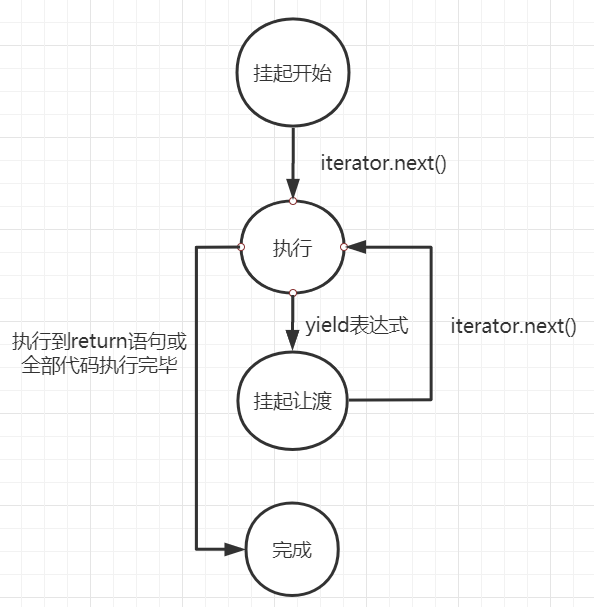 挂起开始
iterator.next()
执行
yield表达式
iterator.next()
执行到return语句或
全部代码执行完毕
挂起让渡
完成